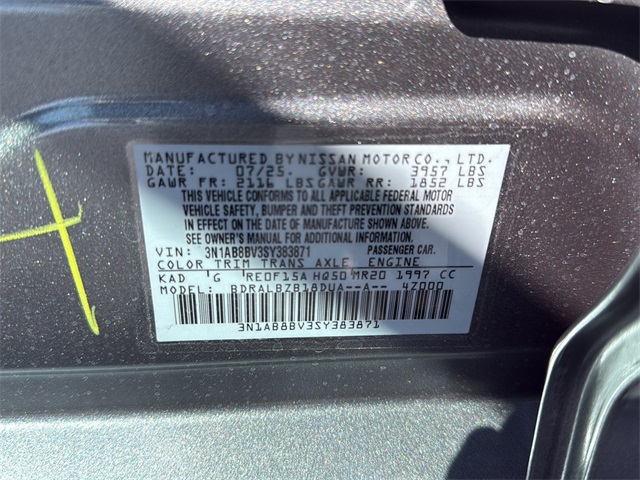 MANUFACTURED BY NISSAN MOTOR CO., LTD.
DATE: 07/25. GVWR: 3957 LBS
GAWR FR: 2116 LBS GAWR RR: 1852 LBS
THIS VEHICLE CONFORMS TO ALL APPLICABLE FEDERAL MOTOR
VEHICLE SAFETY, BUMPER AND THEFT PREVENTION STANDARDS
IN EFFECT ON THE DATE OF MANUFACTURE SHOWN ABOVE.
SEE OWNER'S MANUAL FOR ADDITIONAL INFORMATION
VIN: 3N1AB8BV3SY383871 PASSENGER CAR.
COLOR TRIM TRANS AXLE ENGINE
KAD 'G 'RE0F15A HQ50 MR20 1997 CC
MODEL: BDRALBZB18DUA--A-- 4Z000
3N1AB8BV3SY383871